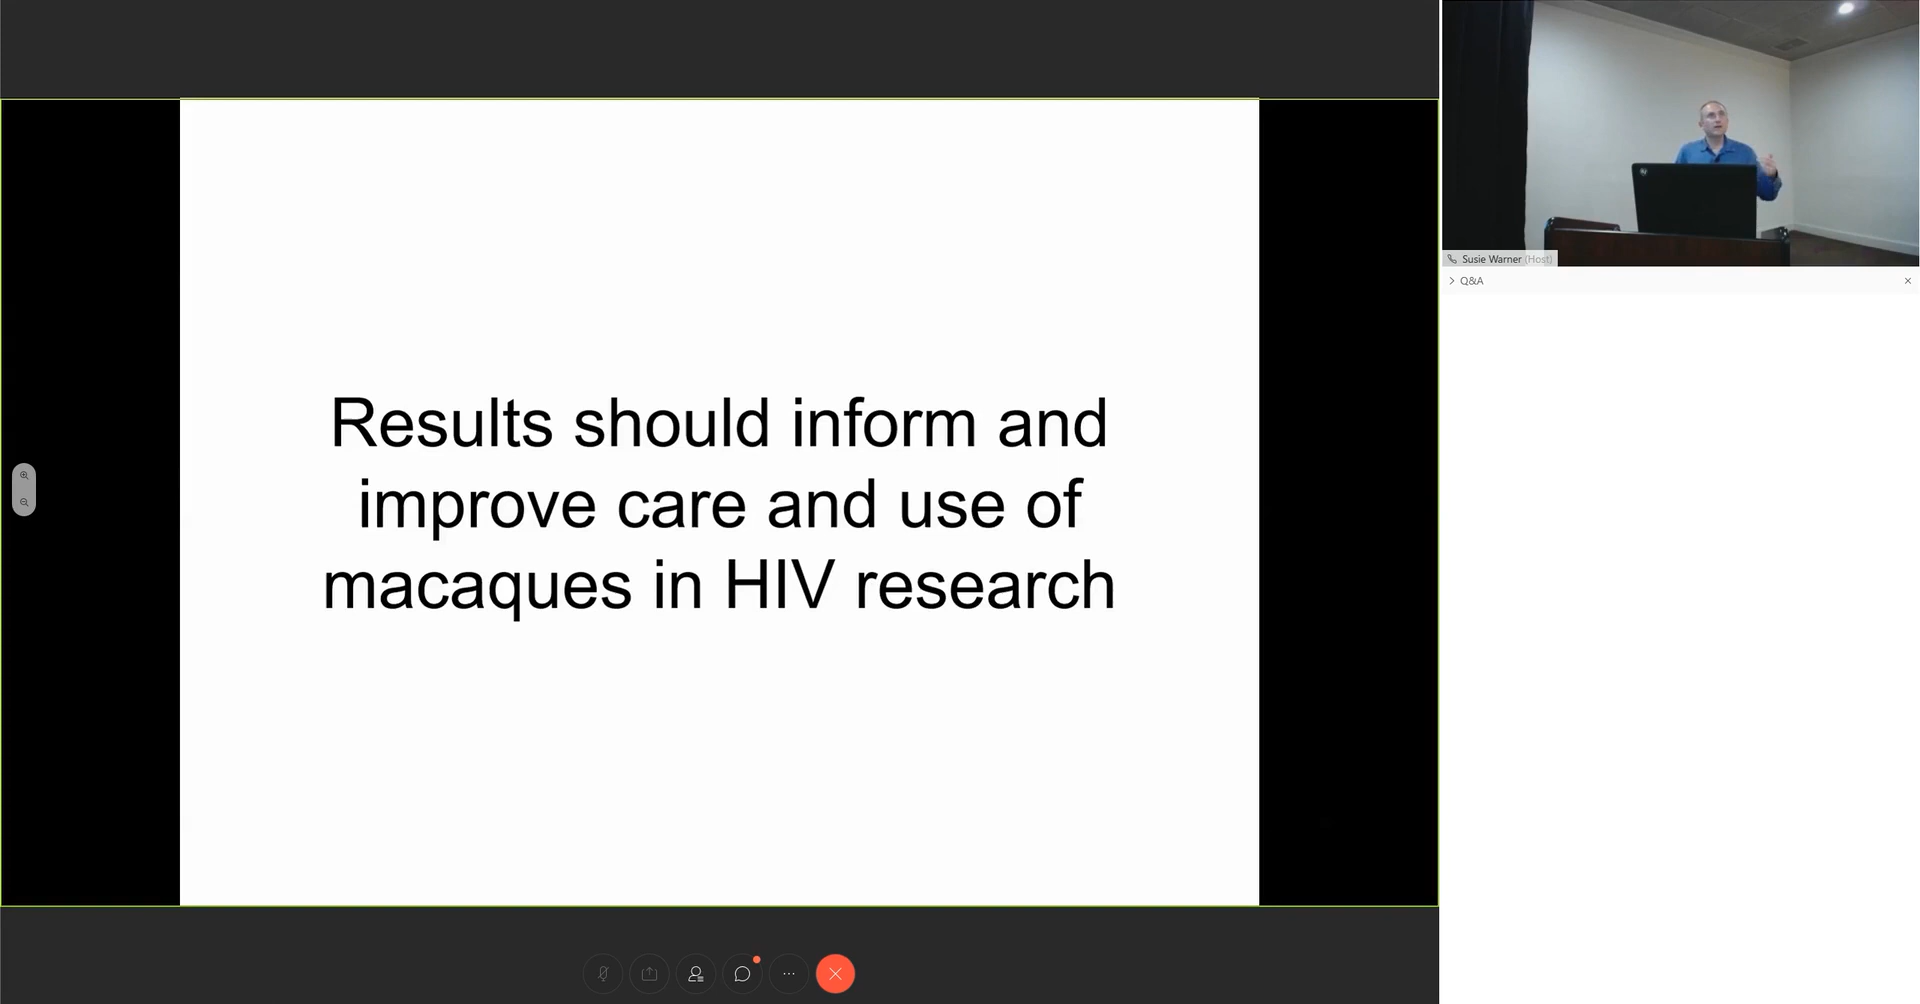 Results should inform and
improve care and use of
macaques in HIV research
Susie Warner (Host)
Q&A